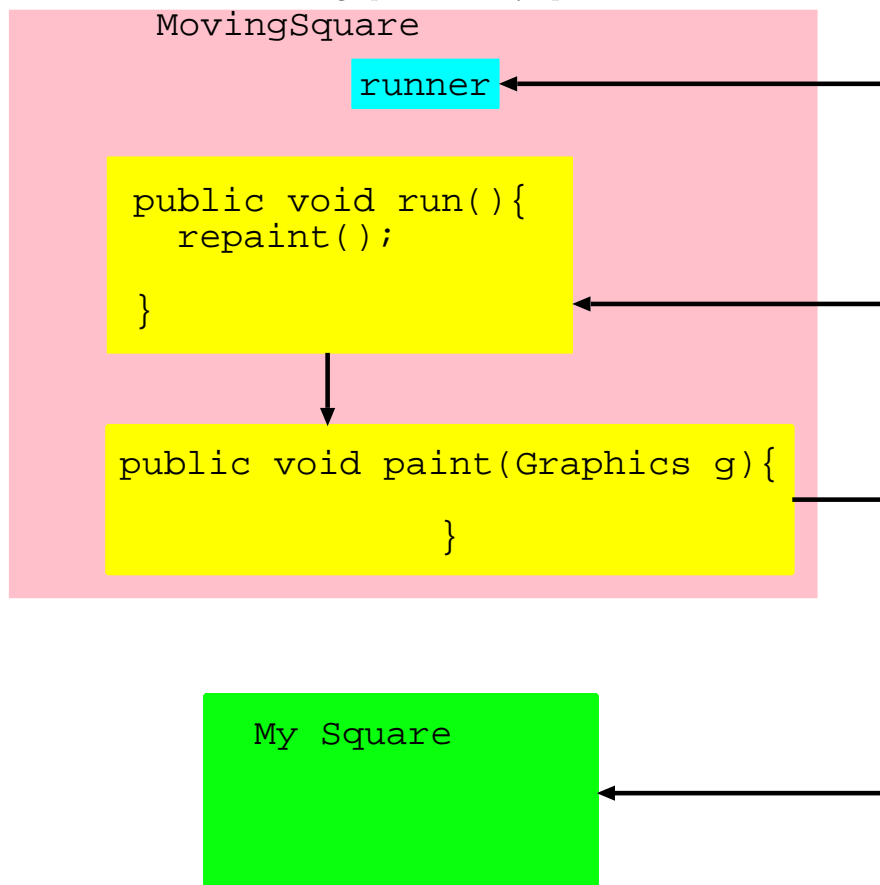 MovingSquare
runner
public void run(){
repaint();
}
public void paint(Graphics g){
}
My Square